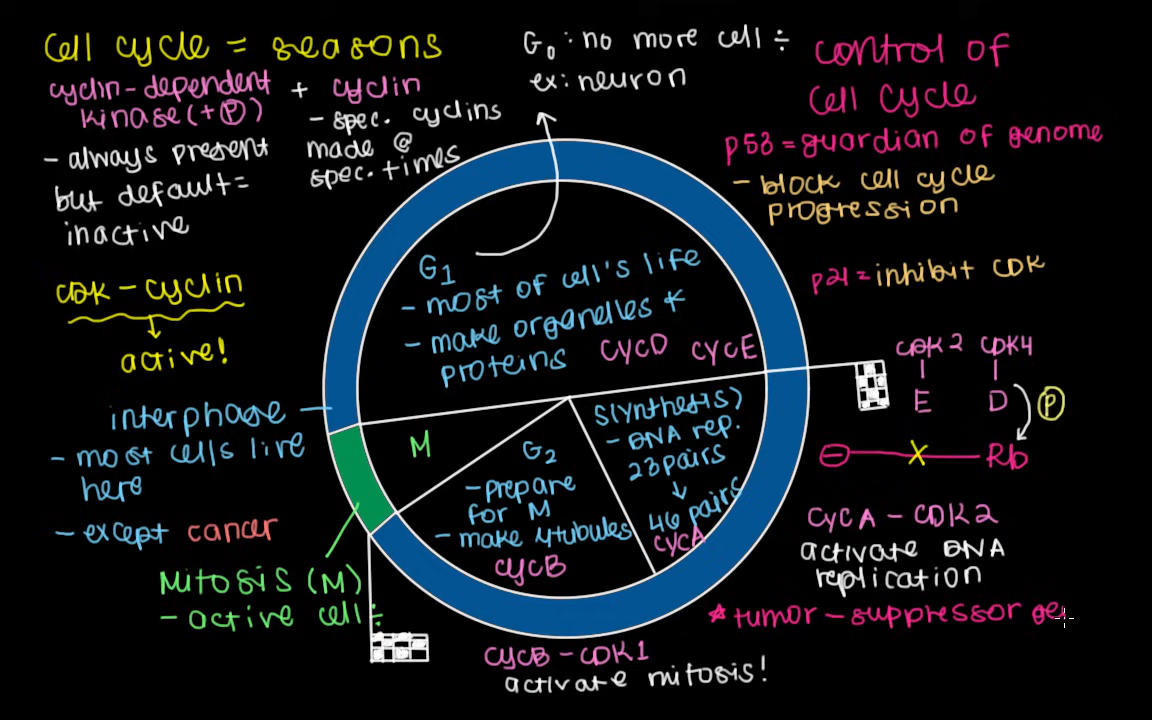 cell cycle = seasons
cyclin-dependent + cyclin
kinase (+ P)
- always present
but default =
inactive
- spec. cyclins
made @
spec. times
CDK - cyclin
active!
interphase
- most cells live
here
- except cancer
Mitosis (M)
- active cell ÷
G0: no more cell ÷
ex: neuron
G1
- most of cell's life
- make organelles &
proteins
CYCD CYCE
S(ynthesis)
- DNA rep.
23 pairs
46 pairs
CYCA
G2
- prepare
for M
- make μtubules
CYCB
M
CYCB - CDK1
activate mitosis!
control of
cell cycle
p53 = guardian of genome
- block cell cycle
progression
p21 = inhibit CDK
CDK2 CDK4
E D P
⊖ X Rb
CYCA - CDK2
activate DNA
replication
* tumor - suppressor ge